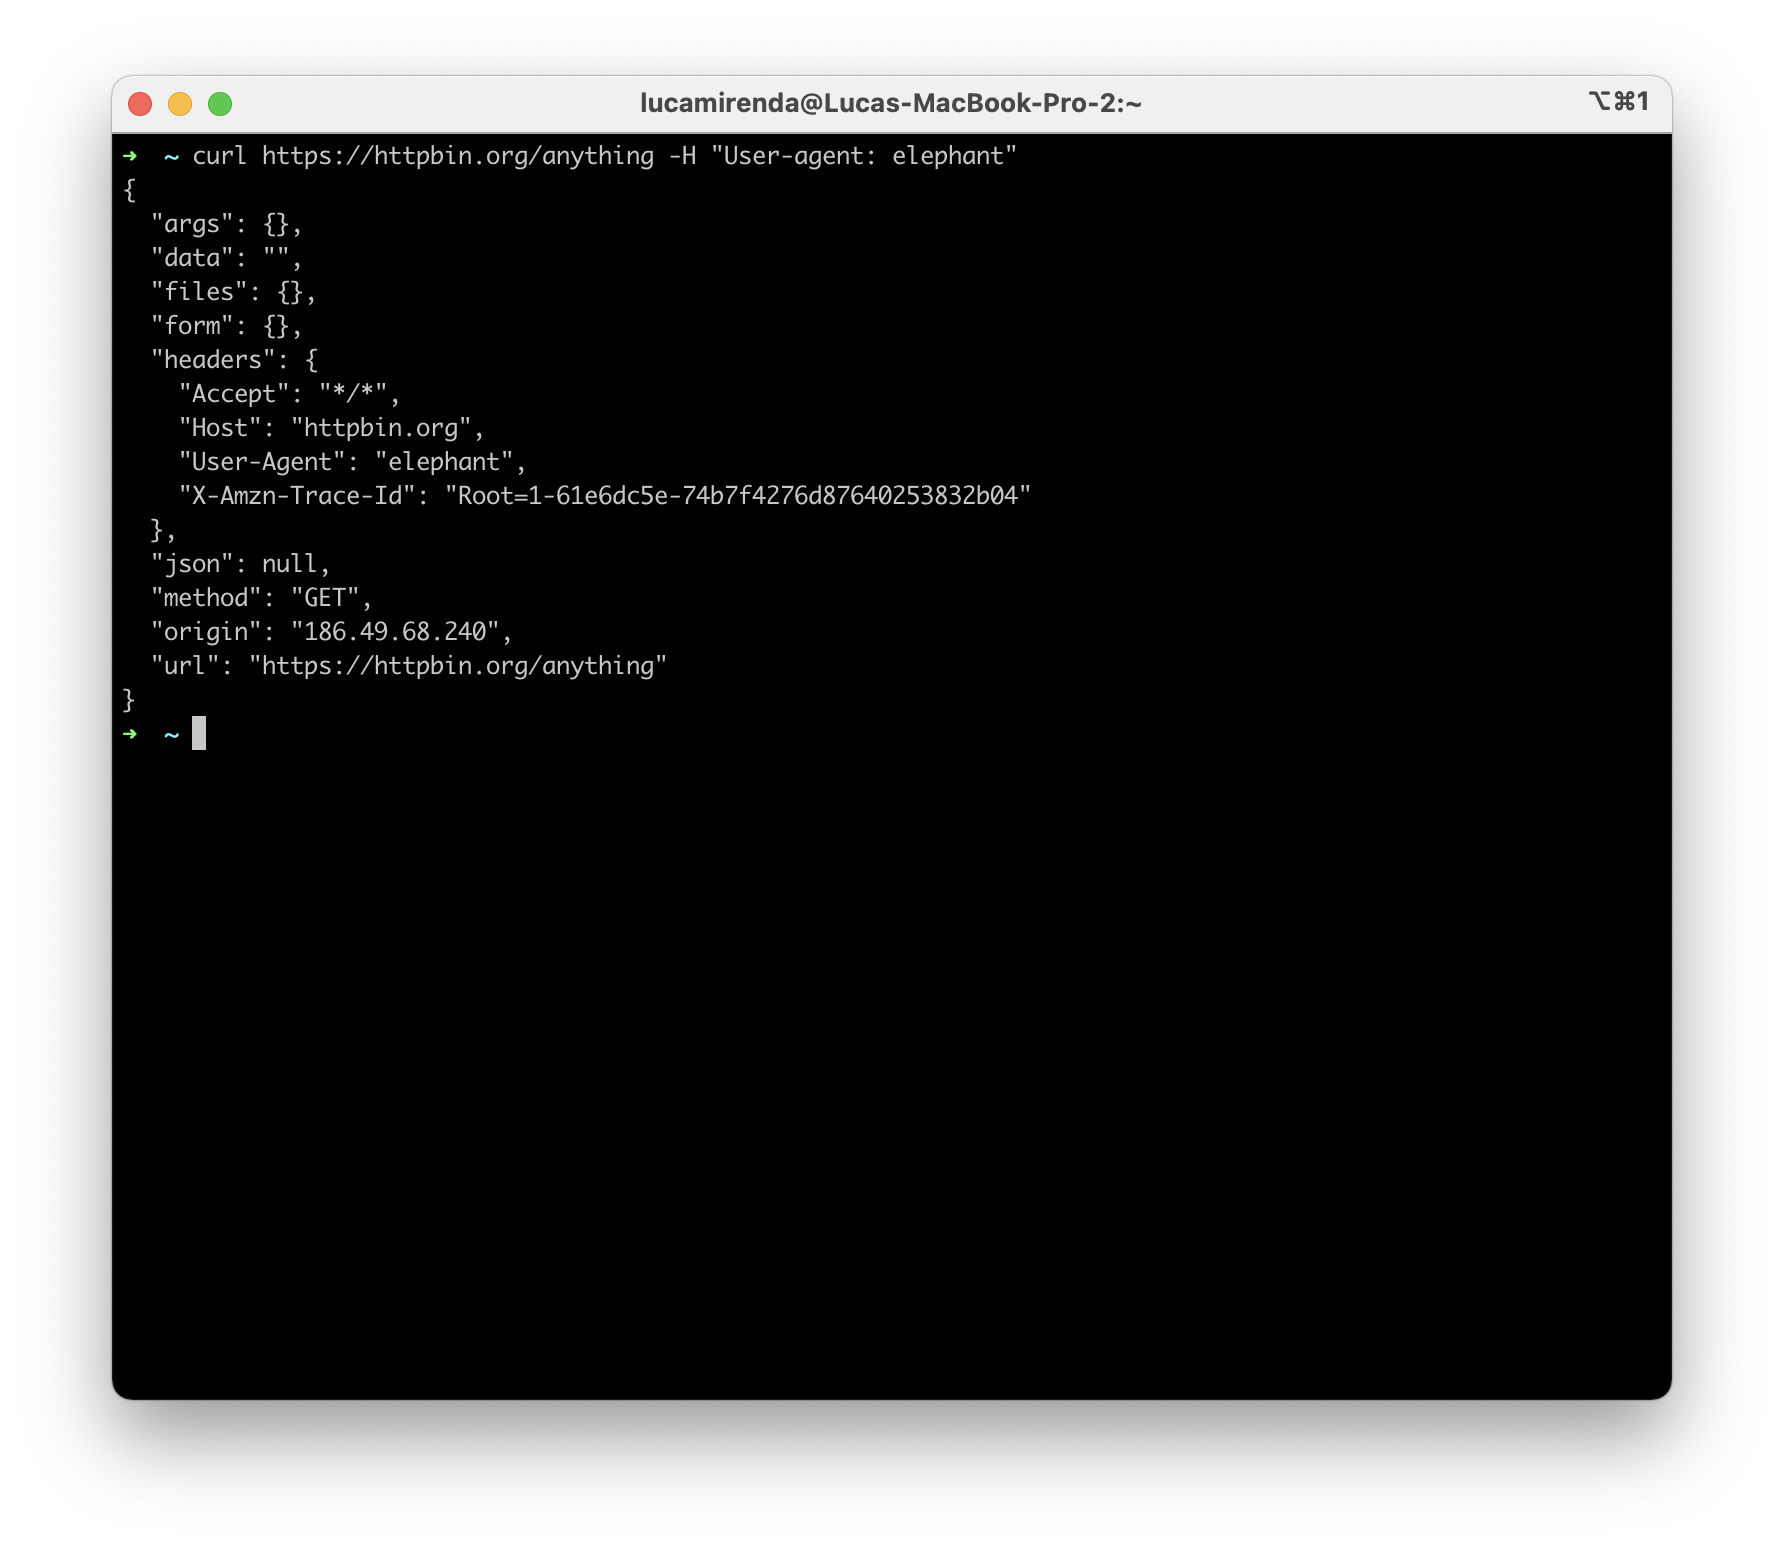 lucamirenda@Lucas-MacBook-Pro-2:~ ⌥⌘1
➜  ~ curl https://httpbin.org/anything -H "User-agent: elephant"
{
  "args": {},
  "data": "",
  "files": {},
  "form": {},
  "headers": {
    "Accept": "*/*",
    "Host": "httpbin.org",
    "User-Agent": "elephant",
    "X-Amzn-Trace-Id": "Root=1-61e6dc5e-74b7f4276d87640253832b04"
  },
  "json": null,
  "method": "GET",
  "origin": "186.49.68.240",
  "url": "https://httpbin.org/anything"
}
➜  ~